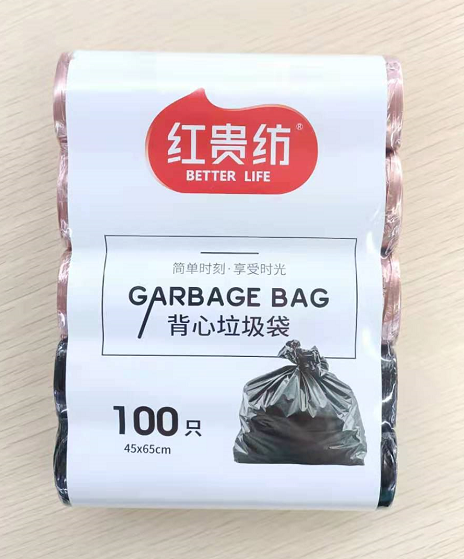 红贵纺®
BETTER LIFE
简单时刻·享受时光
GARBAGE BAG
背心垃圾袋
100只
45x65cm